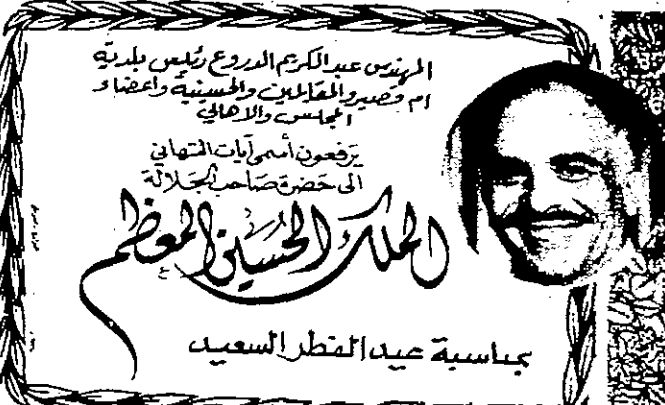 المهندس عبدالكريم الدروع رئيس بلدية
ام قصير والمقابلين والحسينية واعضاء
المجلس والاهالي
يرفعون أسمى آيات التهاني
الى حضرة صاحب الجلالة
الملك الحسين المعظم
بمناسبة عيد الفطر السعيد